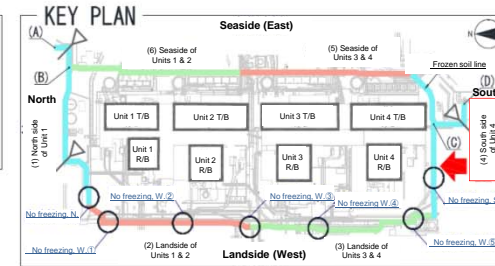 KEY PLAN
Seaside (East)
N
(A)
(6) Seaside of
Units 1 & 2
(5) Seaside of
Units 3 & 4
Frozen soil line
(B)
(D)
North
South
(1) North side
of Unit 1
Unit 1 T/B
Unit 2 T/B
Unit 3 T/B
Unit 4 T/B
(C)
(4) South side
of Unit 4
Unit 1
R/B
Unit 2
R/B
Unit 3
R/B
Unit 4
R/B
No freezing, W.②
No freezing, W.③
No freezing, W.④
No freezing, S
No freezing, N.
No freezing, W.①
(2) Landside of
Units 1 & 2
Landside (West)
(3) Landside of
Units 3 & 4
No freezing, W.⑤